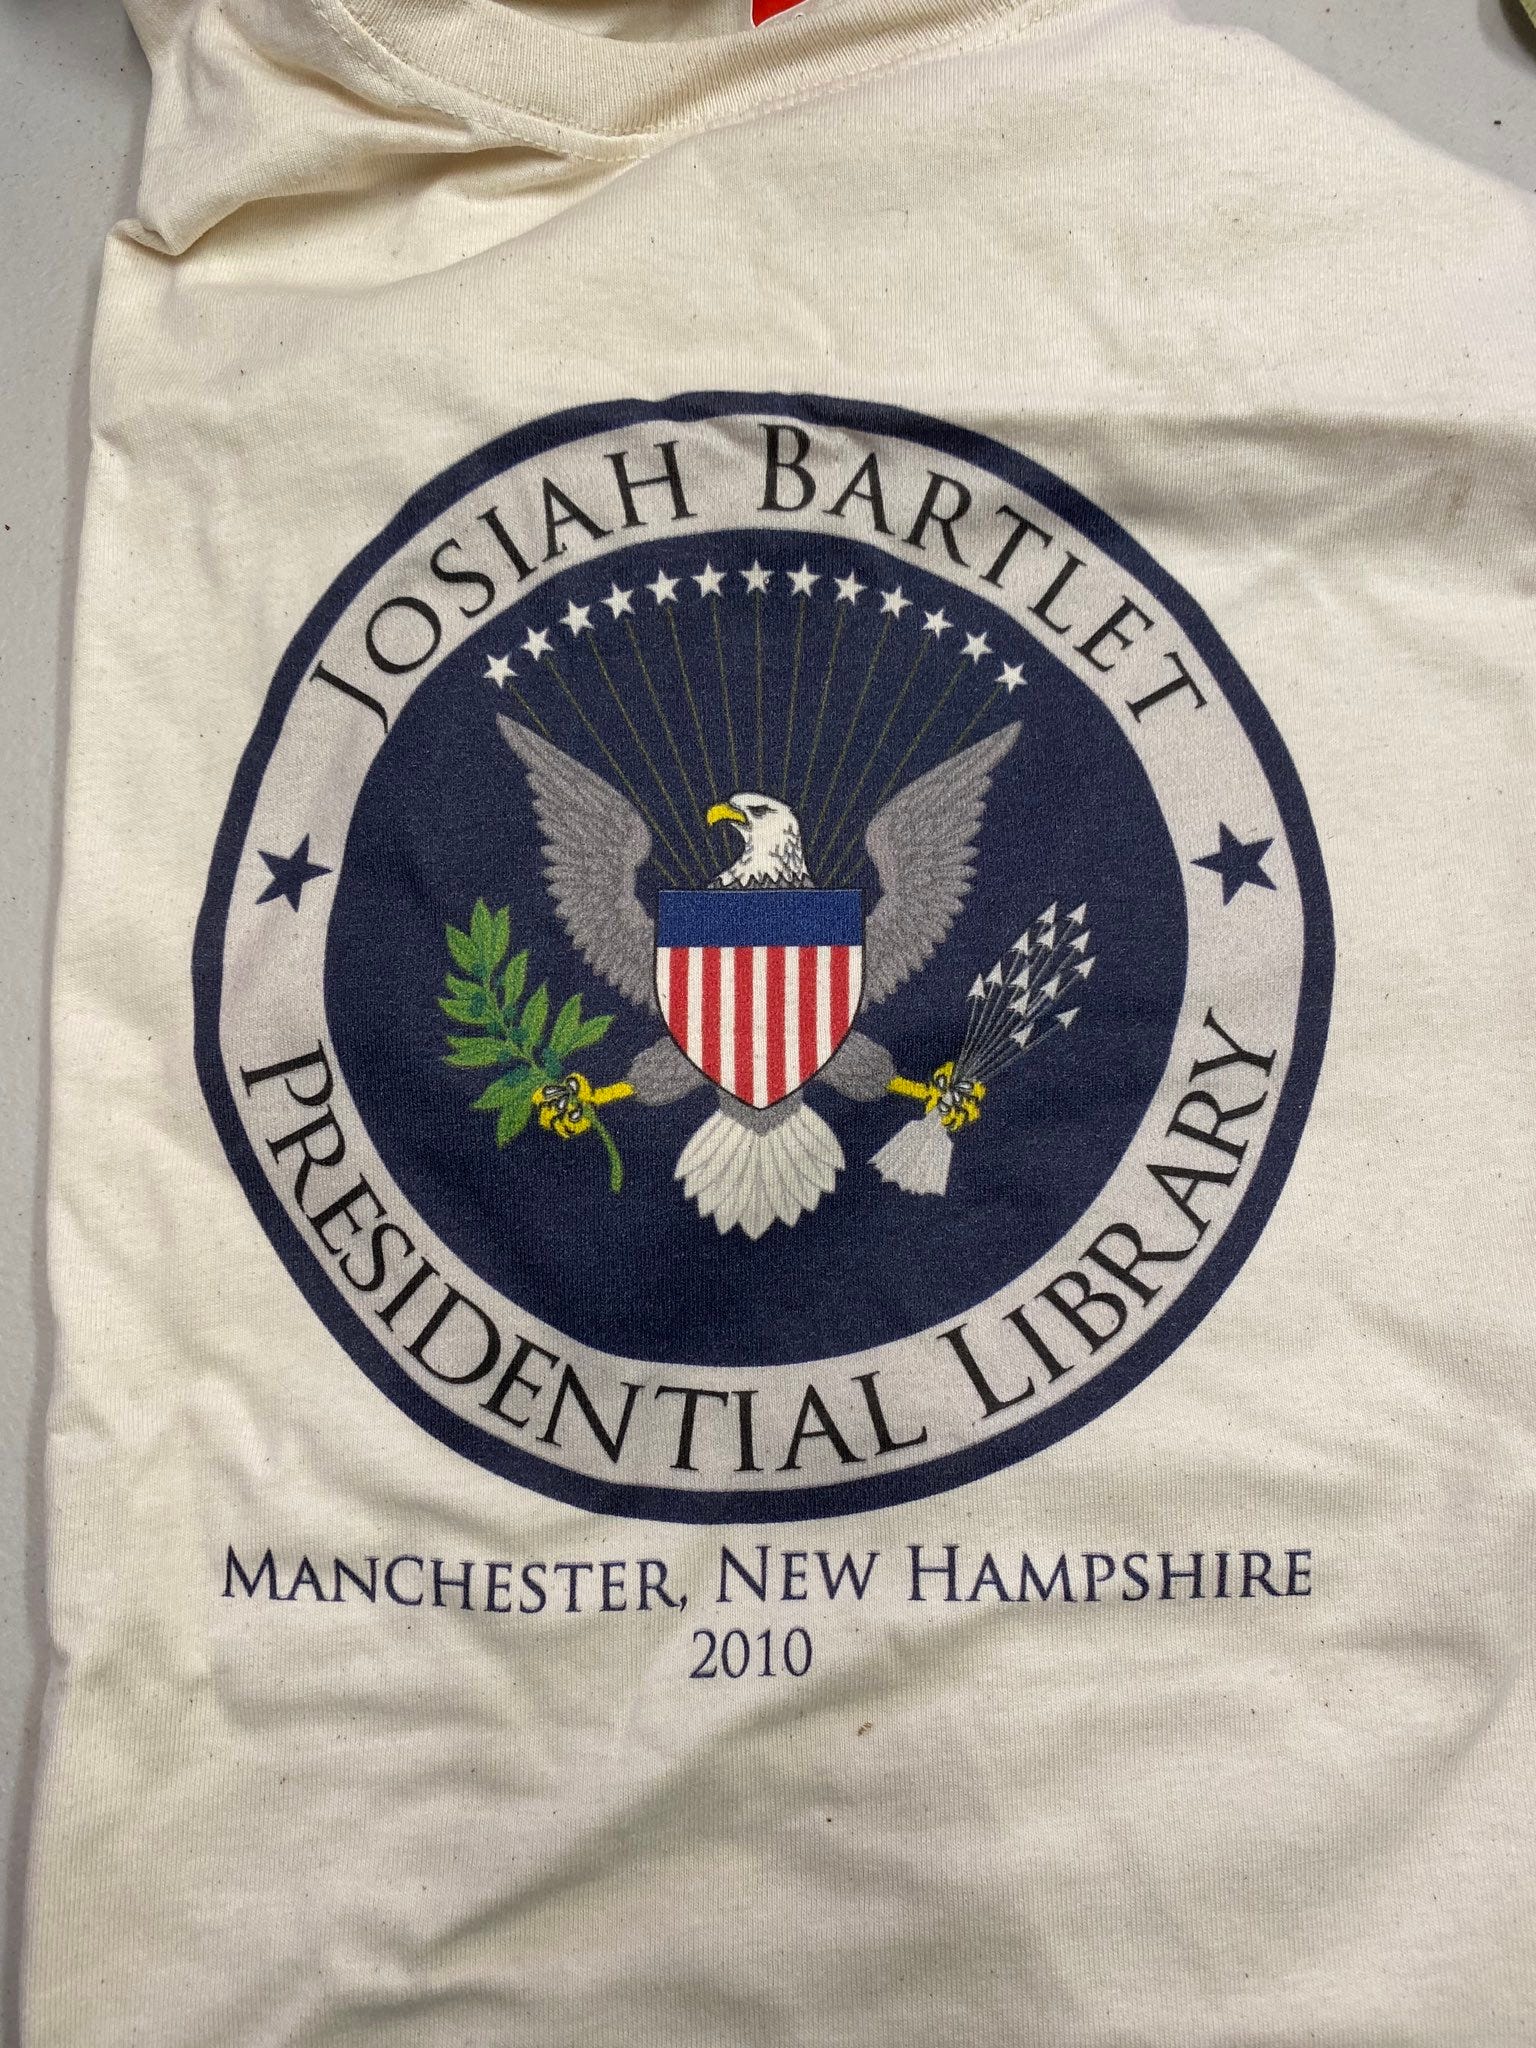 JOSIAH BARTLET
PRESIDENTIAL LIBRARY
MANCHESTER, NEW HAMPSHIRE
2010